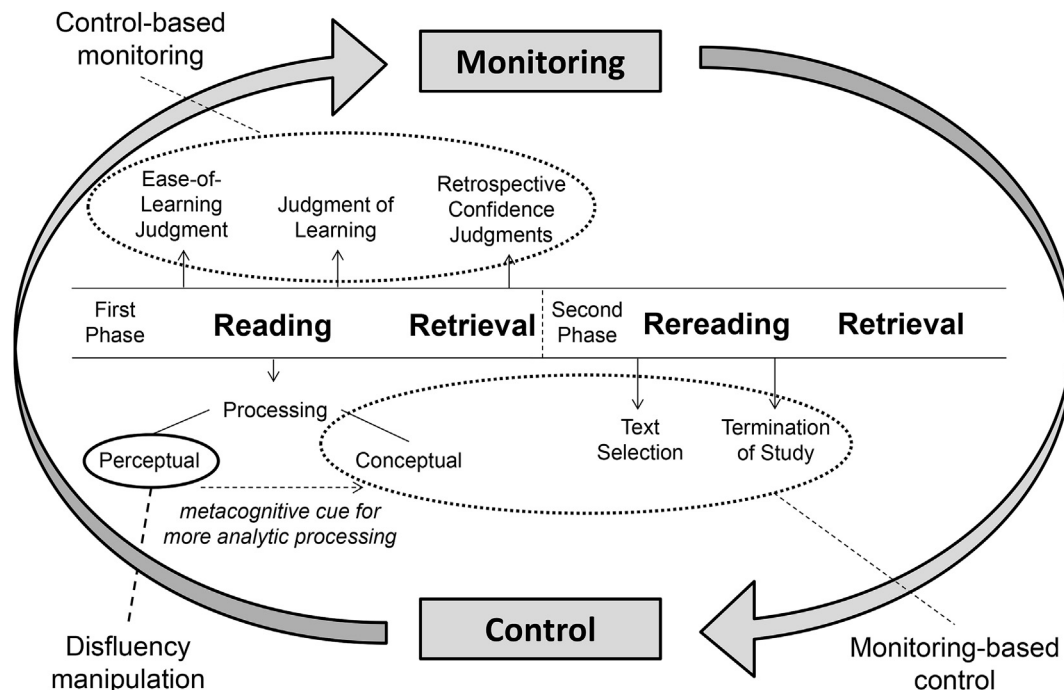 Control-based
monitoring
Monitoring
Ease-of-
Learning
Judgment
Judgment of
Learning
Retrospective
Confidence
Judgments
First
Phase
Reading
Retrieval
Second
Phase
Rereading
Retrieval
Processing
Perceptual
Conceptual
Text
Selection
Termination
of Study
metacognitive cue for
more analytic processing
Control
Disfluency
manipulation
Monitoring-based
control